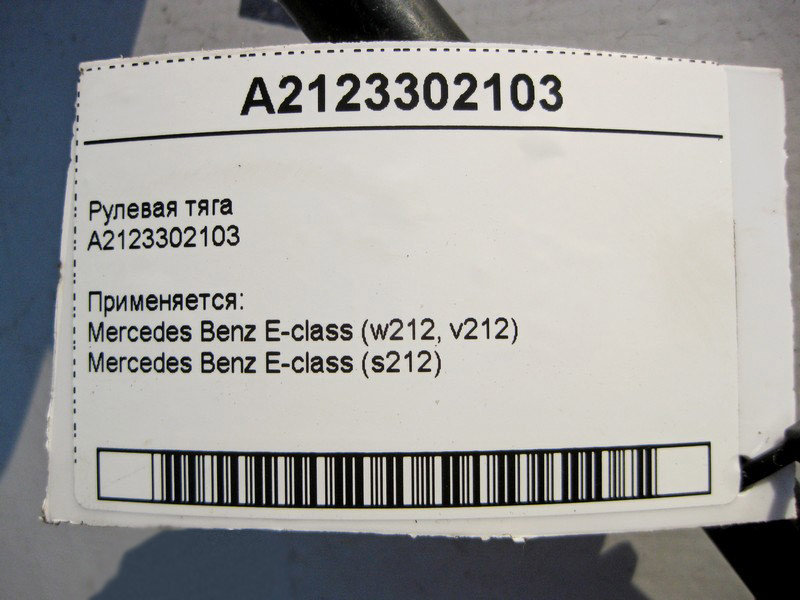 A2123302103
Рулевая тяга
A2123302103
Применяется:
Mercedes Benz E-class (w212, v212)
Mercedes Benz E-class (s212)